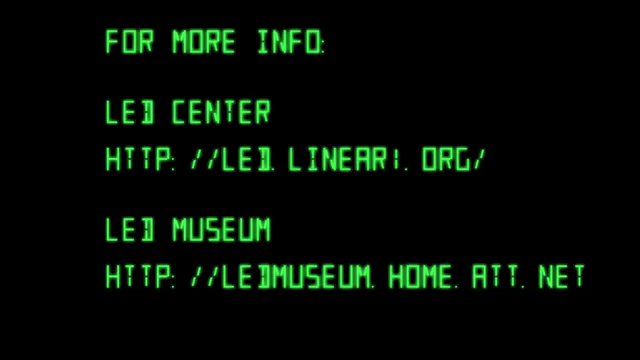 FOR MORE INFO:
LED CENTER
HTTP://LED.LINEAR1.ORG/
LED MUSEUM
HTTP://LEDMUSEUM.HOME.ATT.NET